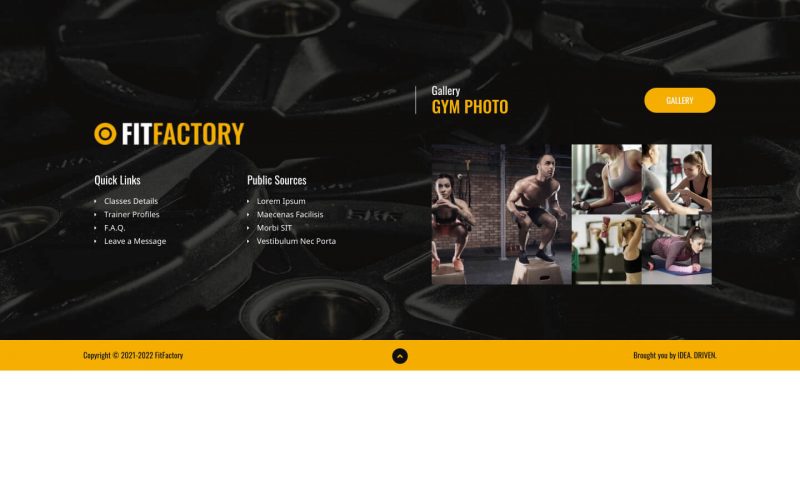 FITFACTORY
Quick Links
Classes Details
Trainer Profiles
F.A.Q.
Leave a Message
Public Sources
Lorem Ipsum
Maecenas Facilisis
Morbi SIT
Vestibulum Nec Porta
Gallery
GYM PHOTO
GALLERY
Copyright © 2021-2022 FitFactory
Brought you by IDEA. DRIVEN.